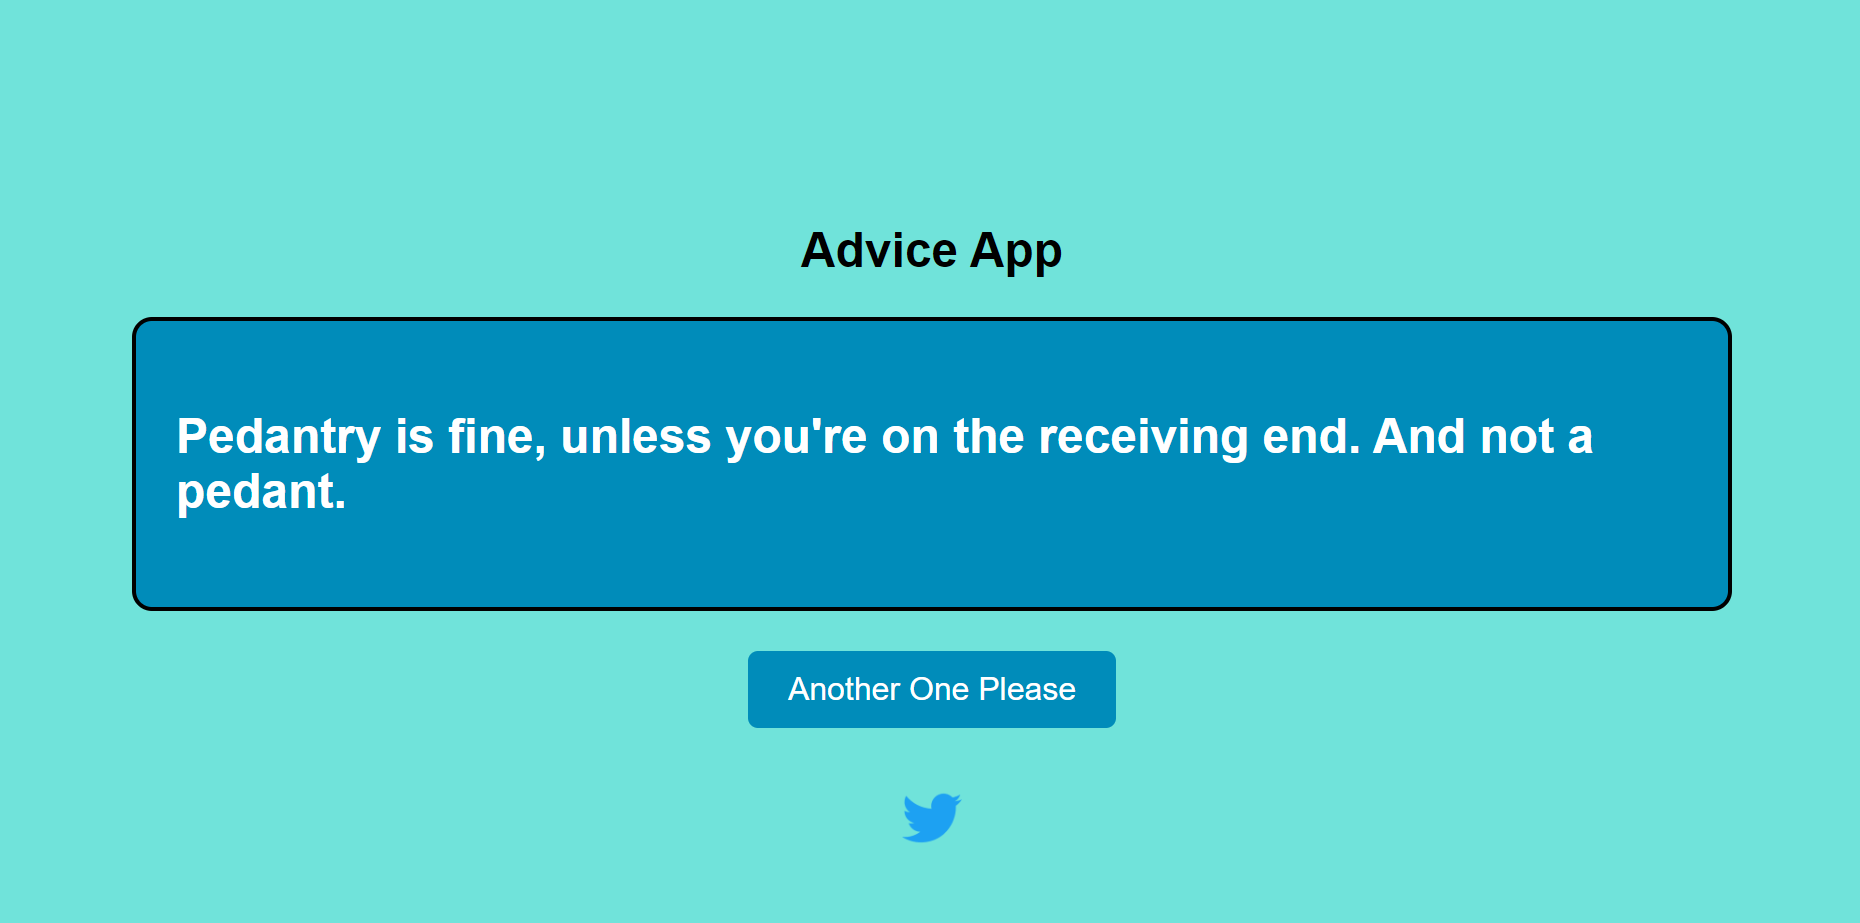 Advice App
Pedantry is fine, unless you're on the receiving end. And not a
pedant.
Another One Please